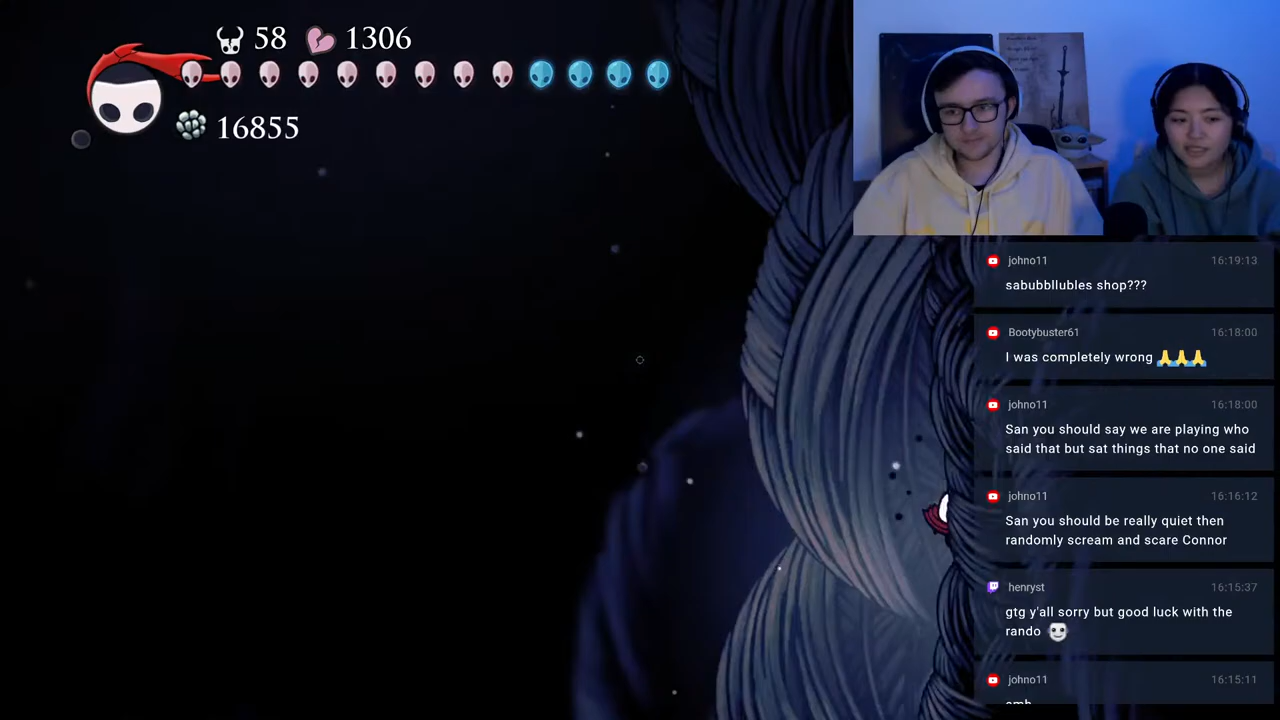 58 1306
16855
johno11 16:19:13
sabubbllubles shop???
Bootybuster61 16:18:00
I was completely wrong 🙏🙏🙏
johno11 16:18:00
San you should say we are playing who
said that but sat things that no one said
johno11 16:16:12
San you should be really quiet then
randomly scream and scare Connor
henryst 16:15:37
gtg y'all sorry but good luck with the
rando
johno11 16:15:11